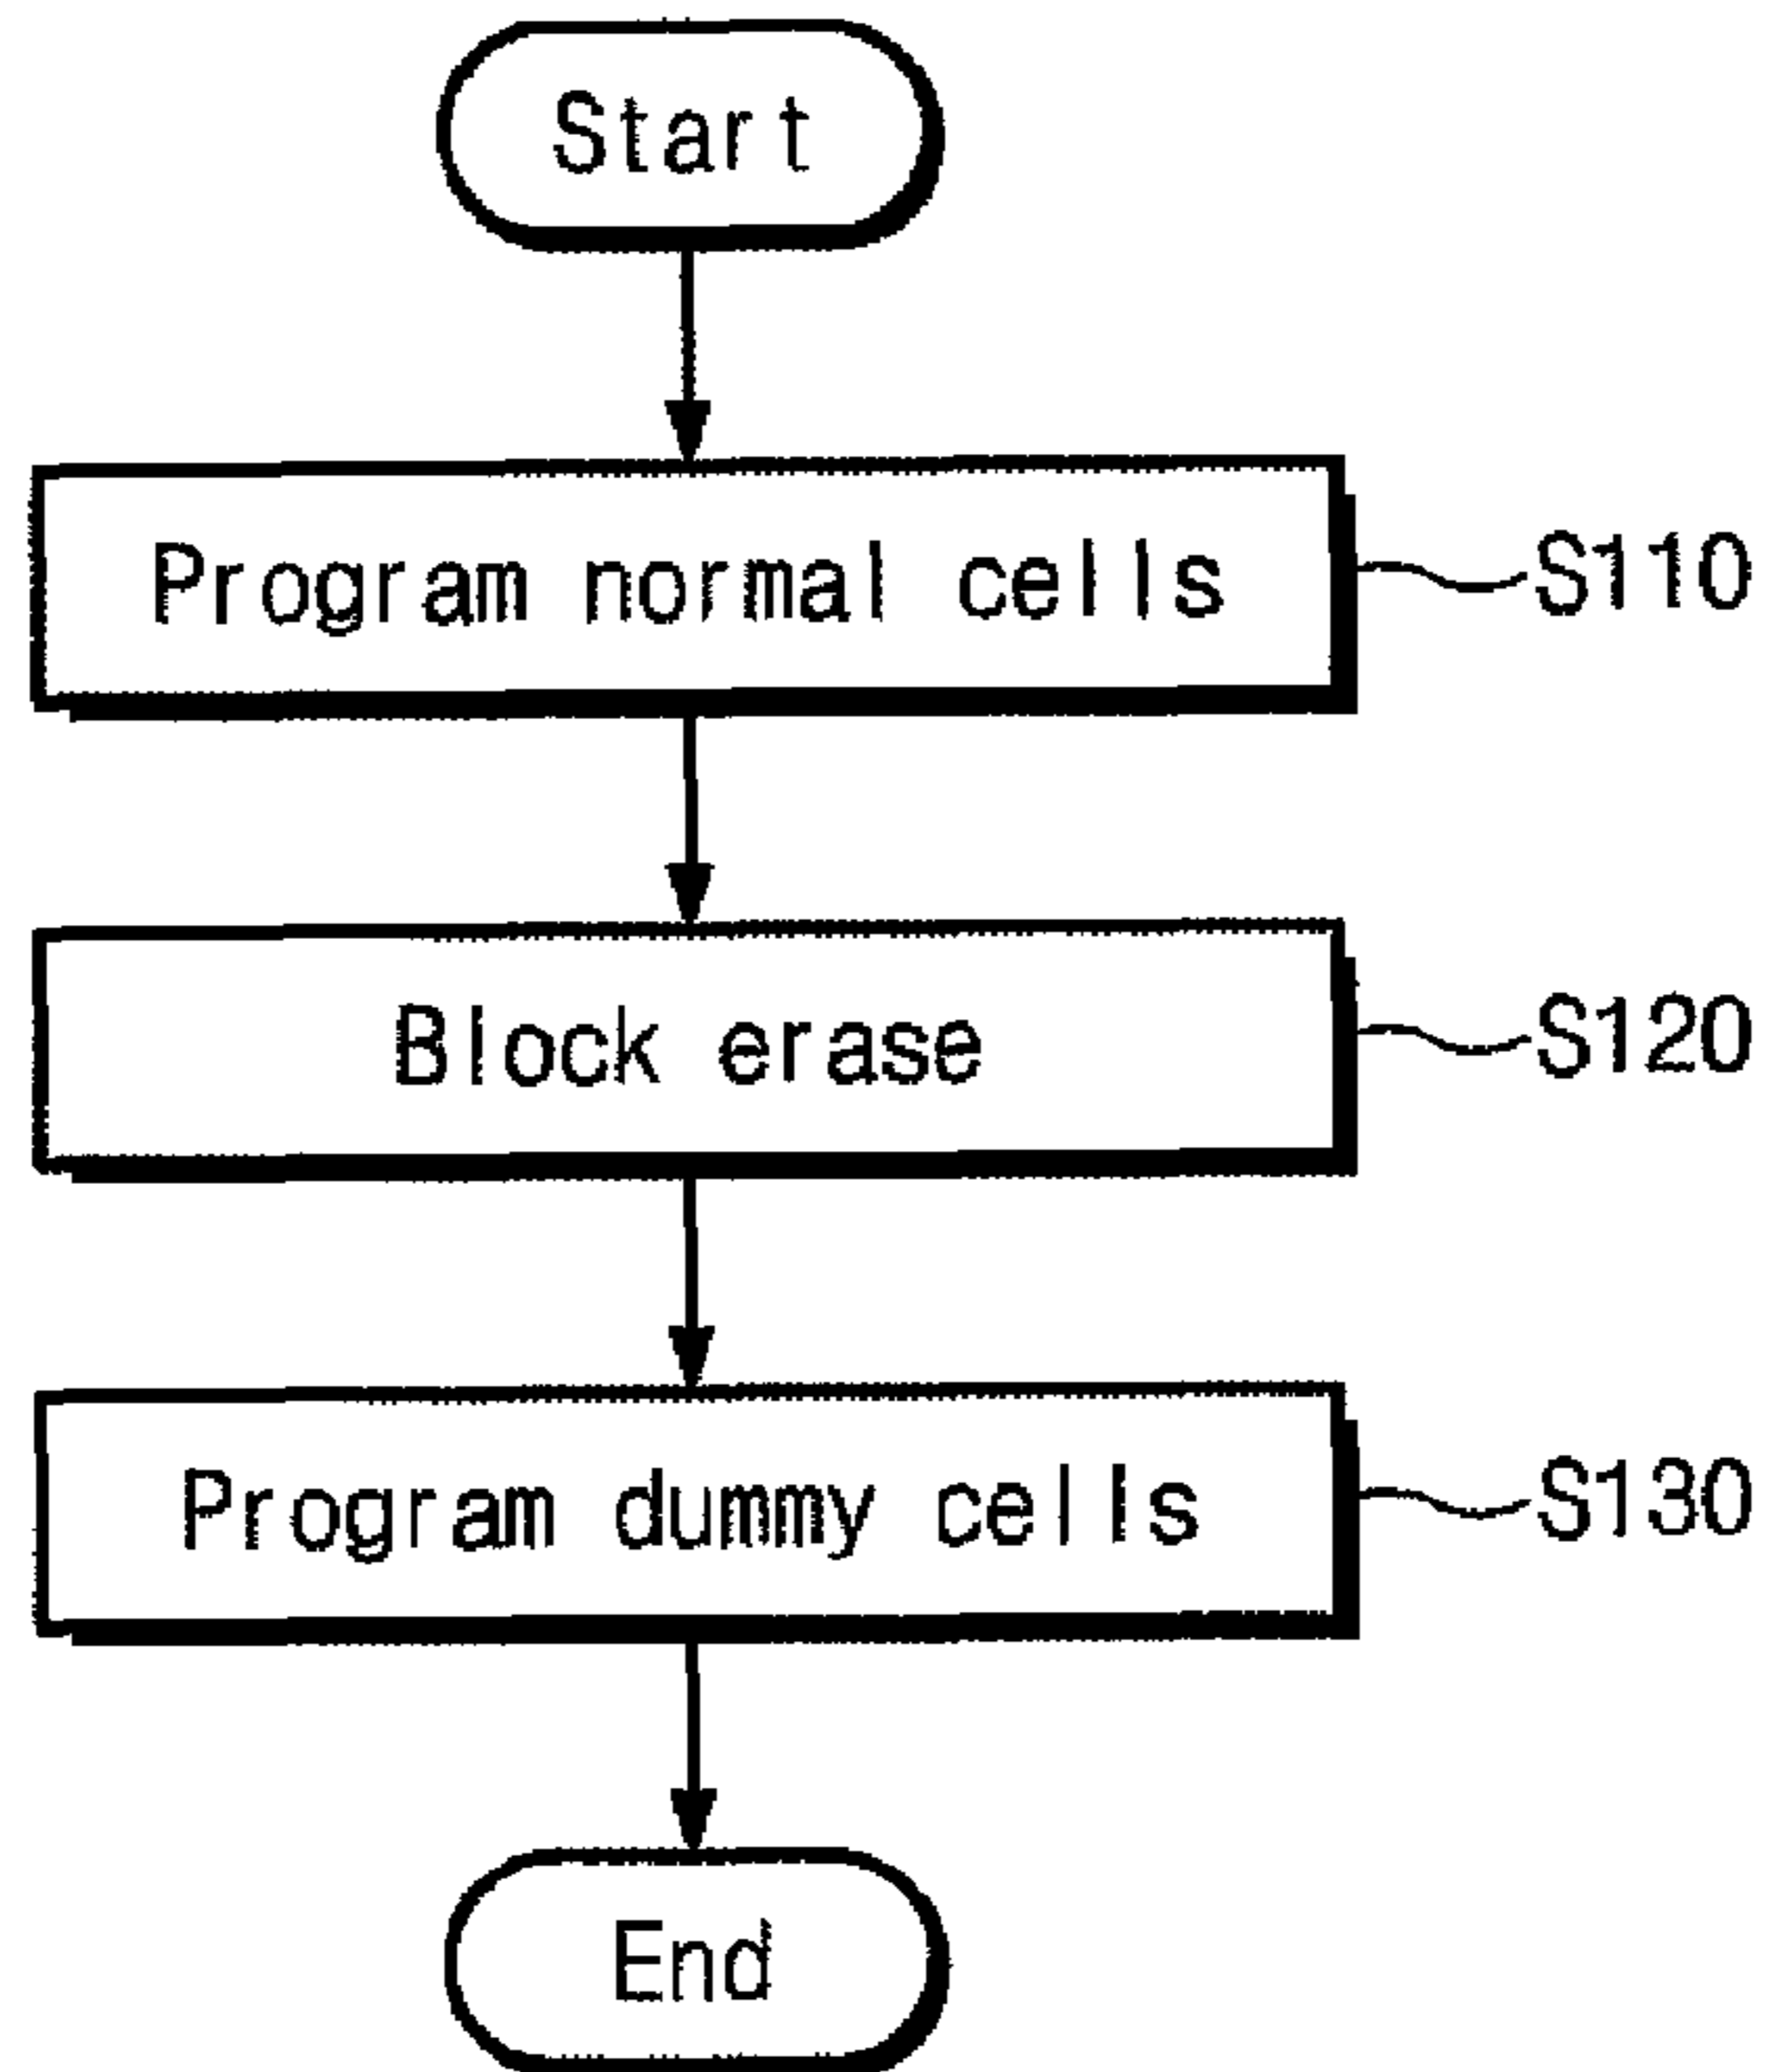 Start
Program normal cells
S110
Block erase
S120
Program dummy cells
S130
End